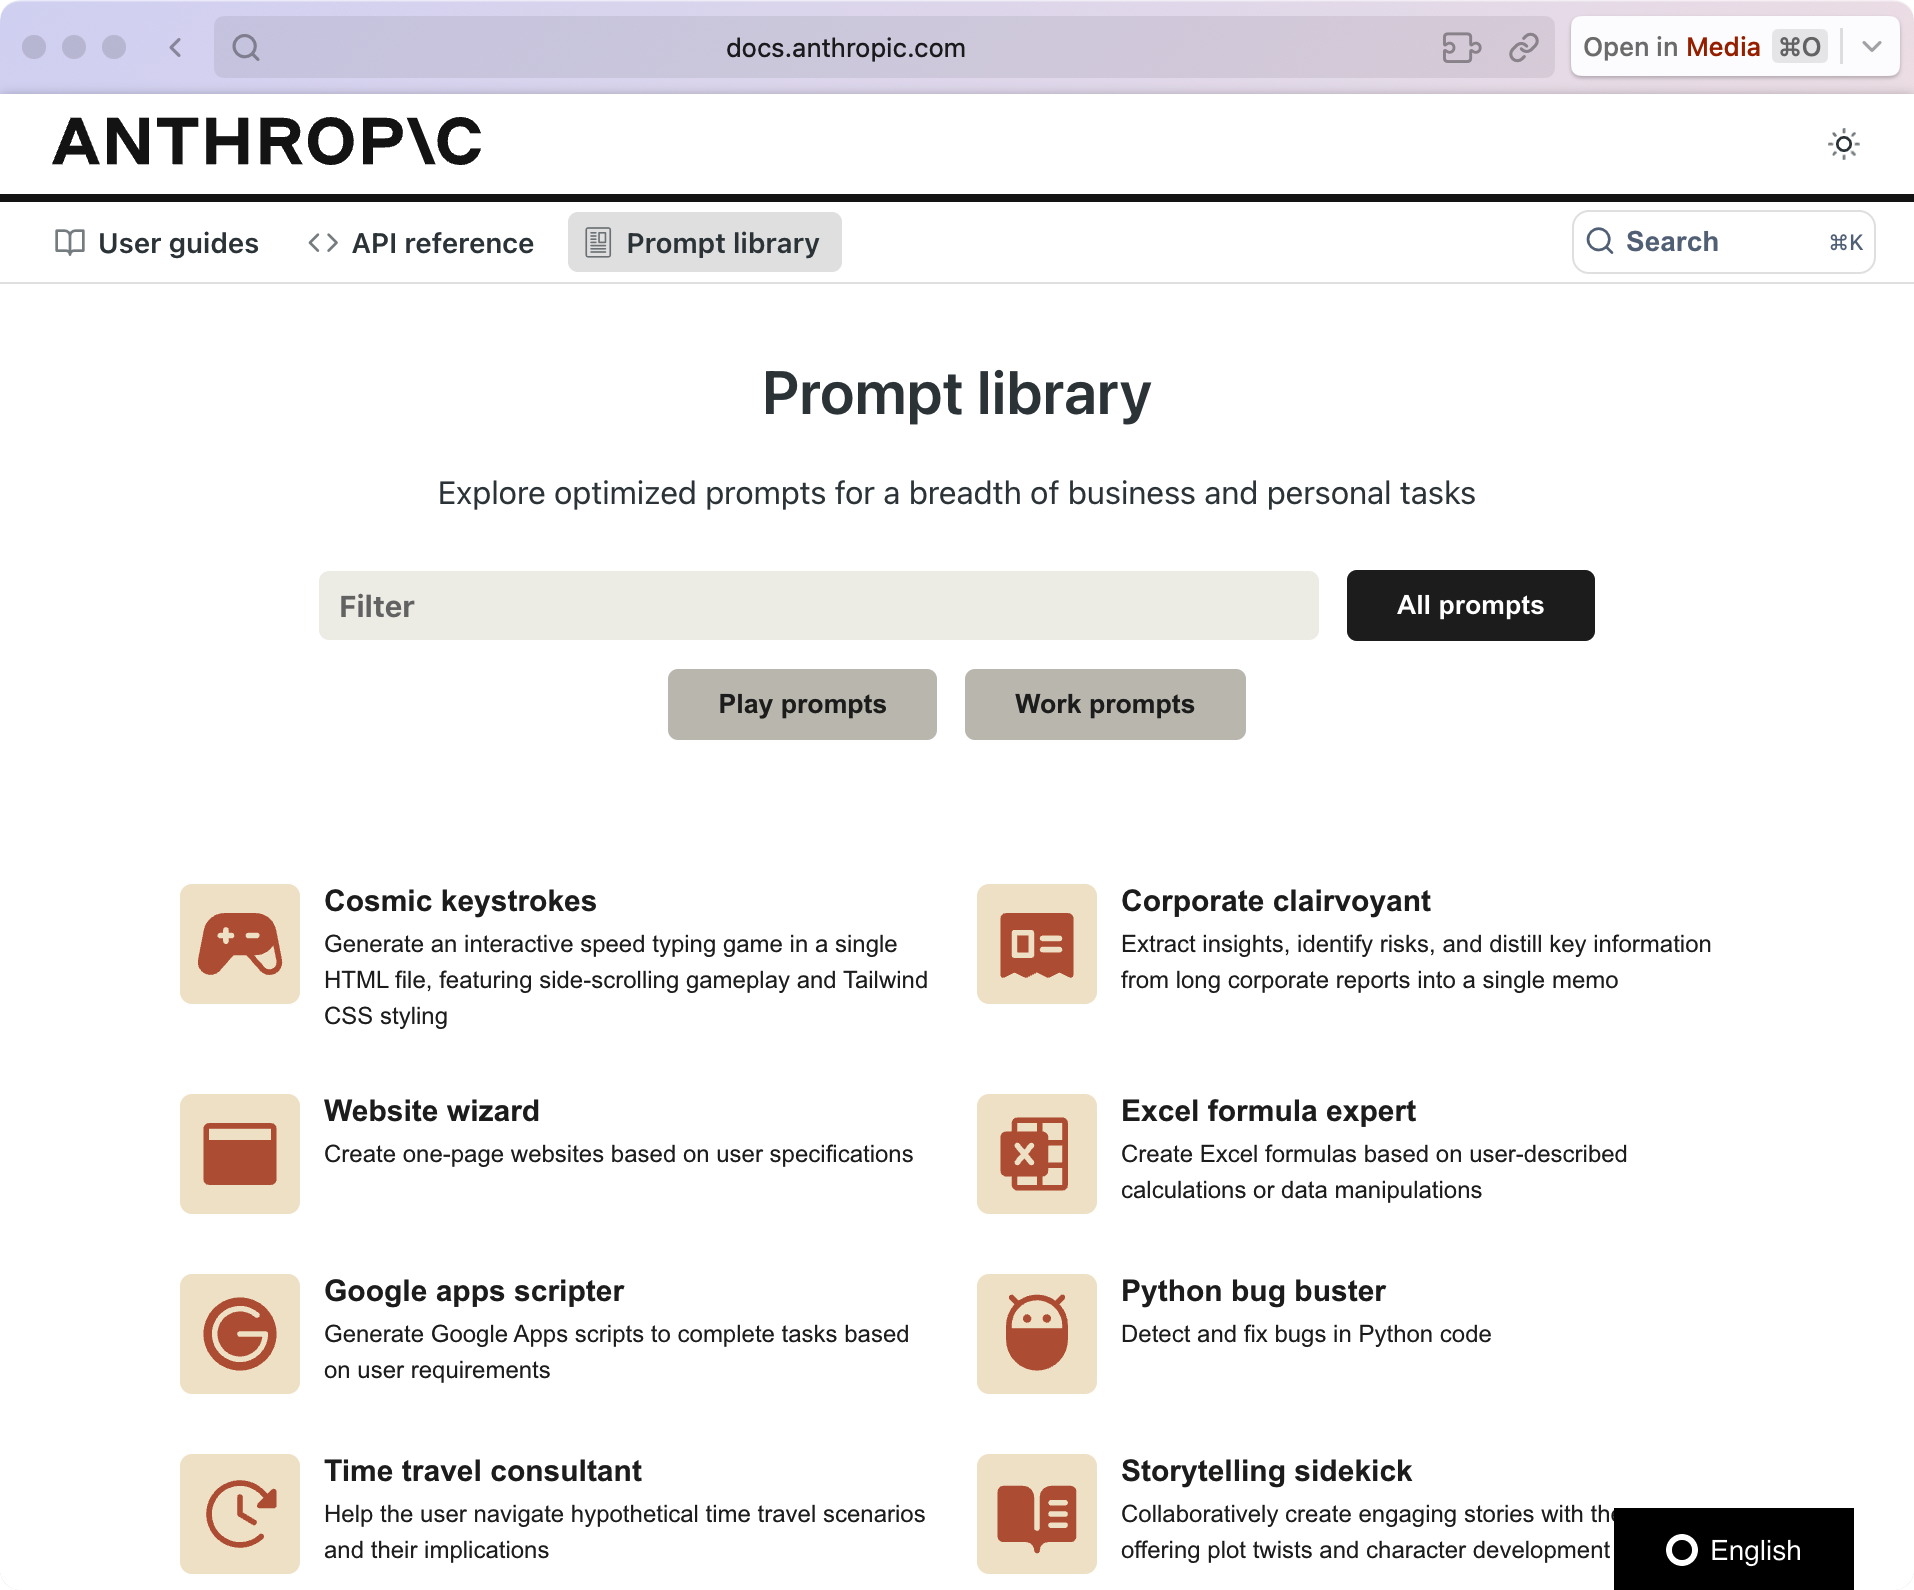 docs.anthropic.com
Open in Media ⌘O
ANTHROP\C
User guides
API reference
Prompt library
Search ⌘K
Prompt library
Explore optimized prompts for a breadth of business and personal tasks
Filter
All prompts
Play prompts
Work prompts
Cosmic keystrokes
Generate an interactive speed typing game in a single
HTML file, featuring side-scrolling gameplay and Tailwind
CSS styling
Corporate clairvoyant
Extract insights, identify risks, and distill key information
from long corporate reports into a single memo
Website wizard
Create one-page websites based on user specifications
Excel formula expert
Create Excel formulas based on user-described
calculations or data manipulations
Google apps scripter
Generate Google Apps scripts to complete tasks based
on user requirements
Python bug buster
Detect and fix bugs in Python code
Time travel consultant
Help the user navigate hypothetical time travel scenarios
and their implications
Storytelling sidekick
Collaboratively create engaging stories with
offering plot twists and character development
English